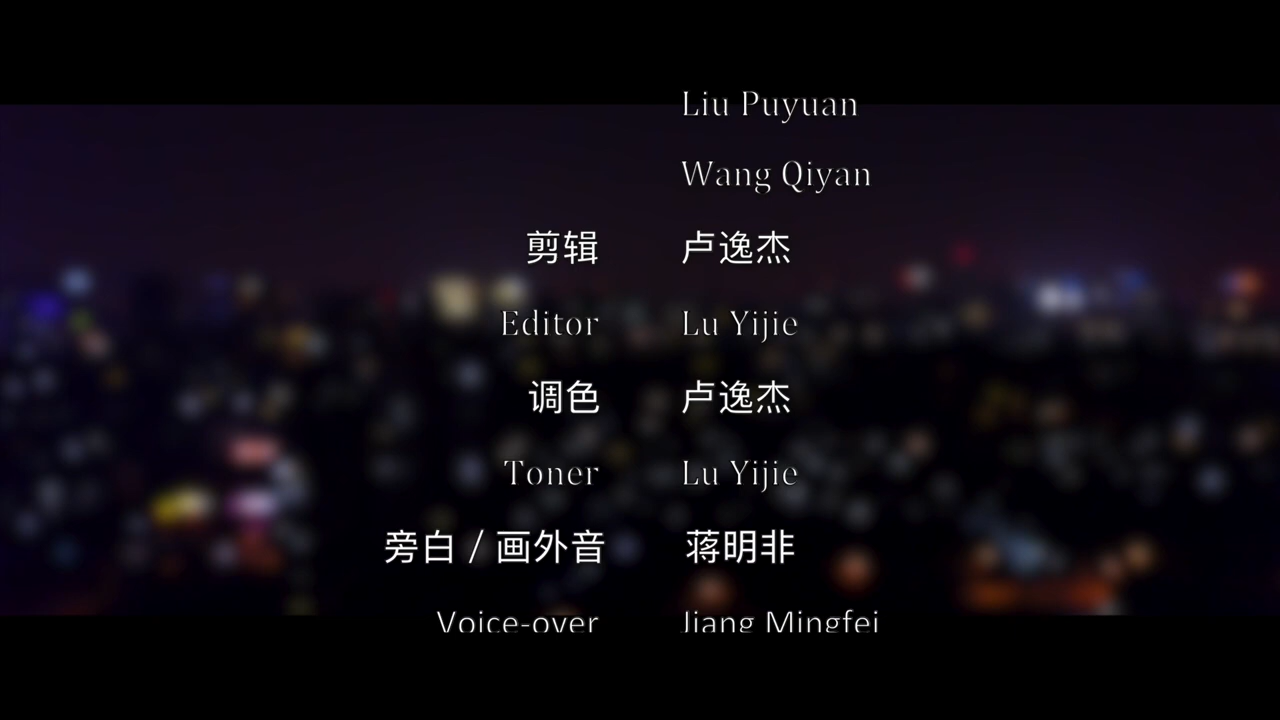 Liu Puyuan
Wang Qiyan
剪辑 卢逸杰
Editor Lu Yijie
调色 卢逸杰
Toner Lu Yijie
旁白 / 画外音 蒋明非
Voice-over Jiang Mingfei